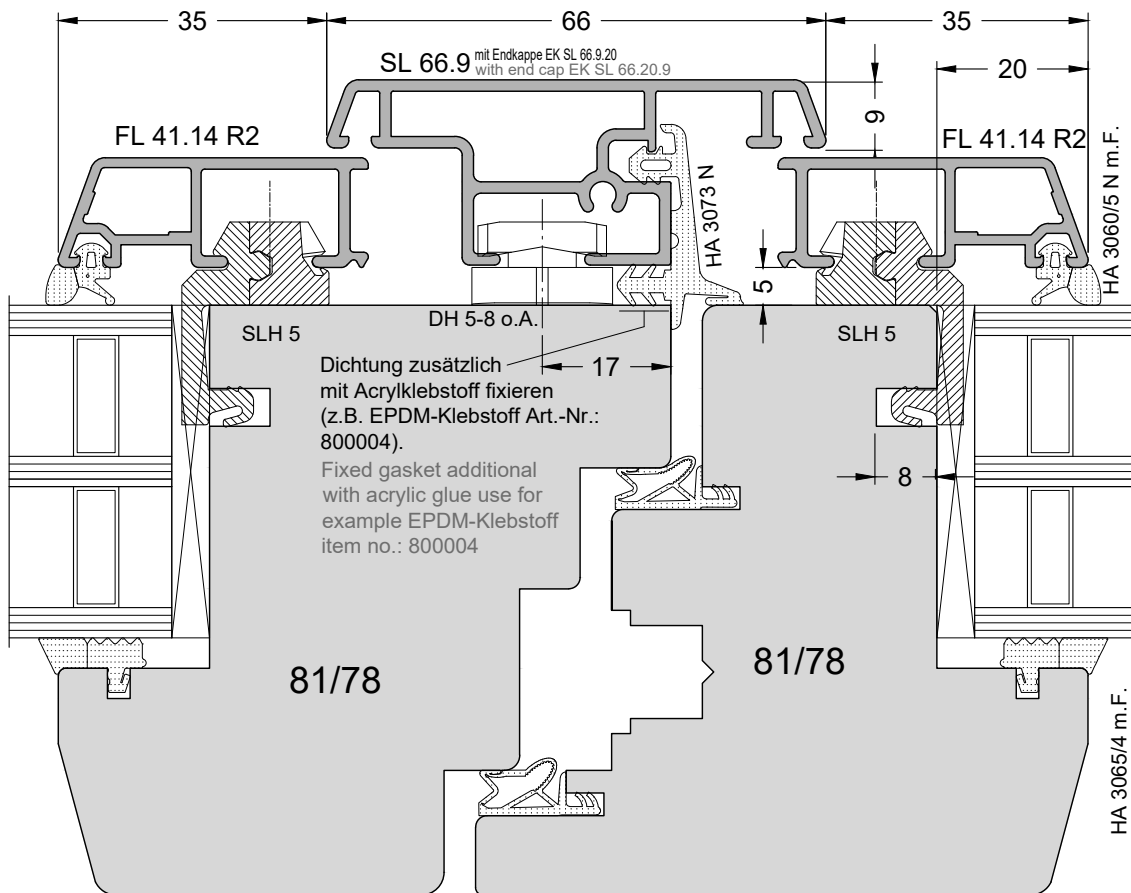 35
66
35
SL 66.9 mit Endkappe EK SL 66.9.20
with end cap EK SL 66.20.9
20
9
FL 41.14 R2
FL 41.14 R2
HA 3060/5 N m.F.
HA 3073 N
5
SLH 5
DH 5-8 o.A.
SLH 5
17
Dichtung zusätzlich
mit Acrylklebstoff fixieren
(z.B. EPDM-Klebstoff Art.-Nr.:
800004).
Fixed gasket additional
with acrylic glue use for
example EPDM-Klebstoff
item no.: 800004
8
81/78
81/78
HA 3065/4 m.F.